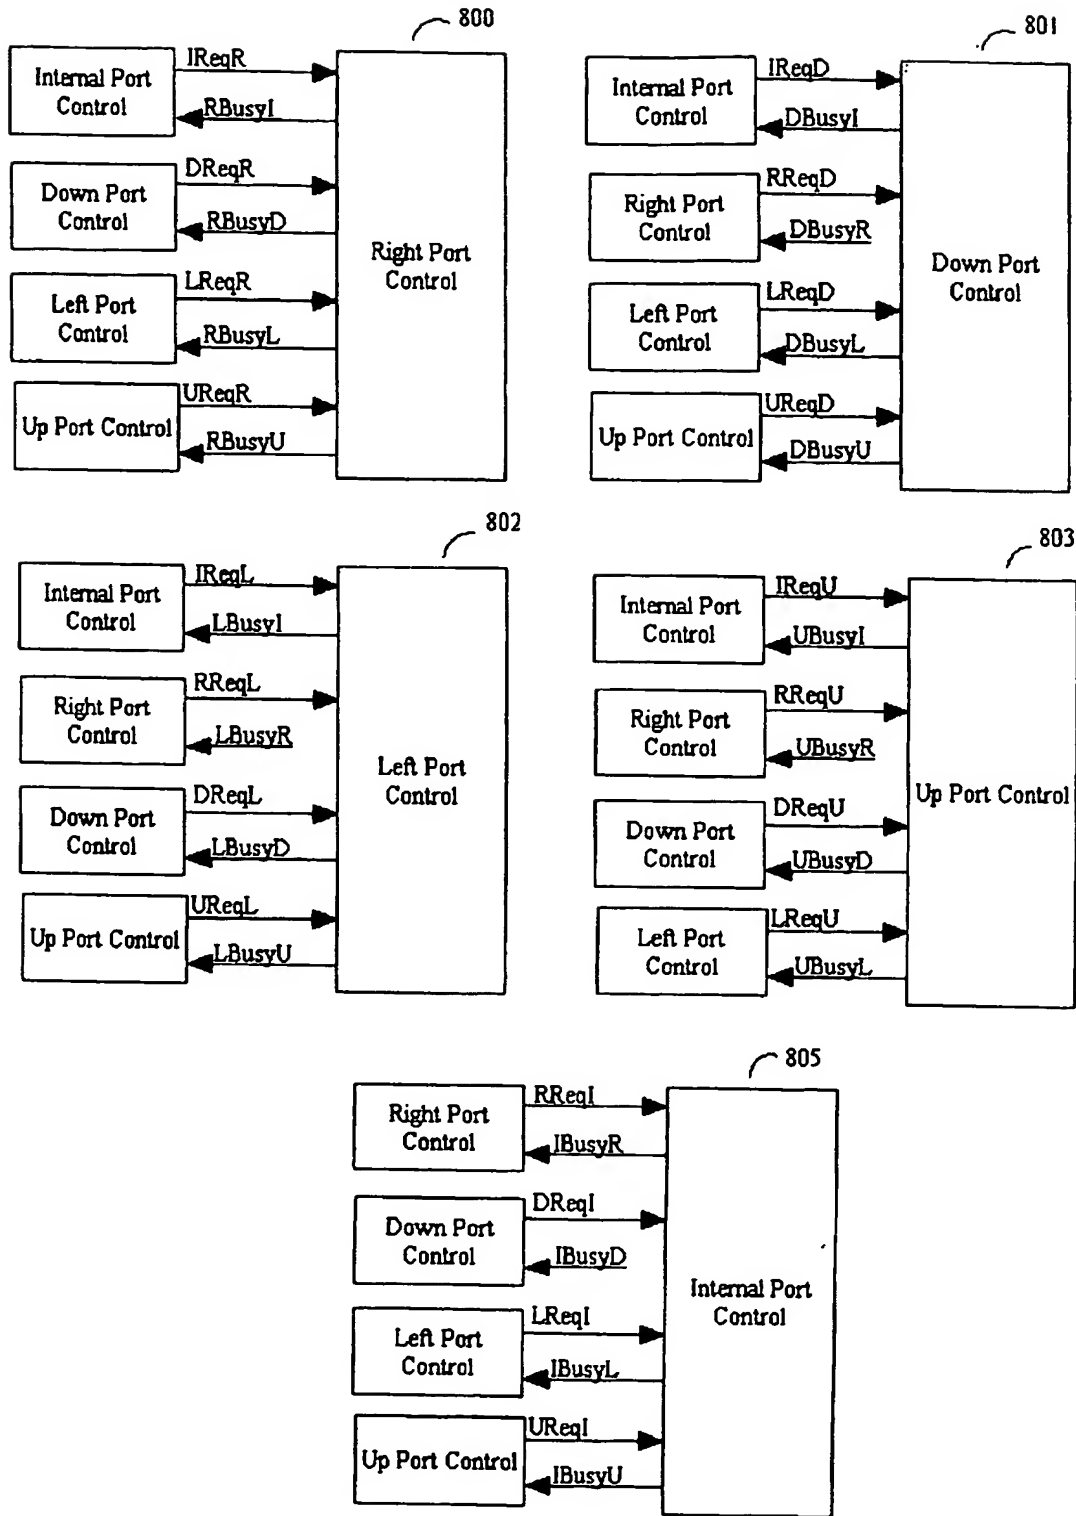 800
Internal Port
Control
IReqR
RBusyI
Down Port
Control
DReqR
RBusyD
Left Port
Control
LReqR
RBusyL
Up Port Control
UReqR
RBusyU
Right Port
Control
801
Internal Port
Control
IReqD
DBusyI
Right Port
Control
RReqD
DBusyR
Left Port
Control
LReqD
DBusyL
Up Port Control
UReqD
DBusyU
Down Port
Control
802
Internal Port
Control
IReqL
LBusyI
Right Port
Control
RReqL
LBusyR
Down Port
Control
DReqL
LBusyD
Up Port Control
UReqL
LBusyU
Left Port
Control
803
Internal Port
Control
IReqU
UBusyI
Right Port
Control
RReqU
UBusyR
Down Port
Control
DReqU
UBusyD
Left Port
Control
LReqU
UBusyL
Up Port Control
805
Right Port
Control
RReqI
IBusyR
Down Port
Control
DReqI
IBusyD
Left Port
Control
LReqI
IBusyL
Up Port Control
UReqI
IBusyU
Internal Port
Control